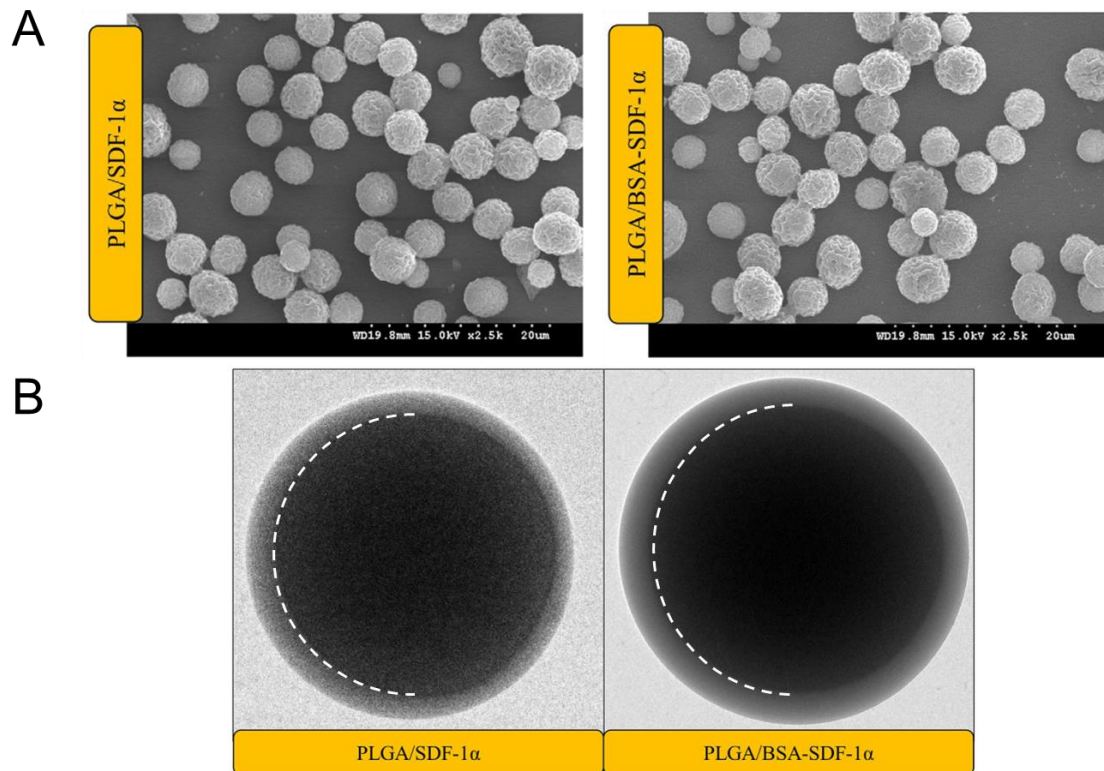 A
PLGA/SDF-1α
PLGA/BSA-SDF-1α
WD19.8mm 15.0kV x2.5k 20um
WD19.8mm 15.0kV x2.5k 20um
B
PLGA/SDF-1α
PLGA/BSA-SDF-1α